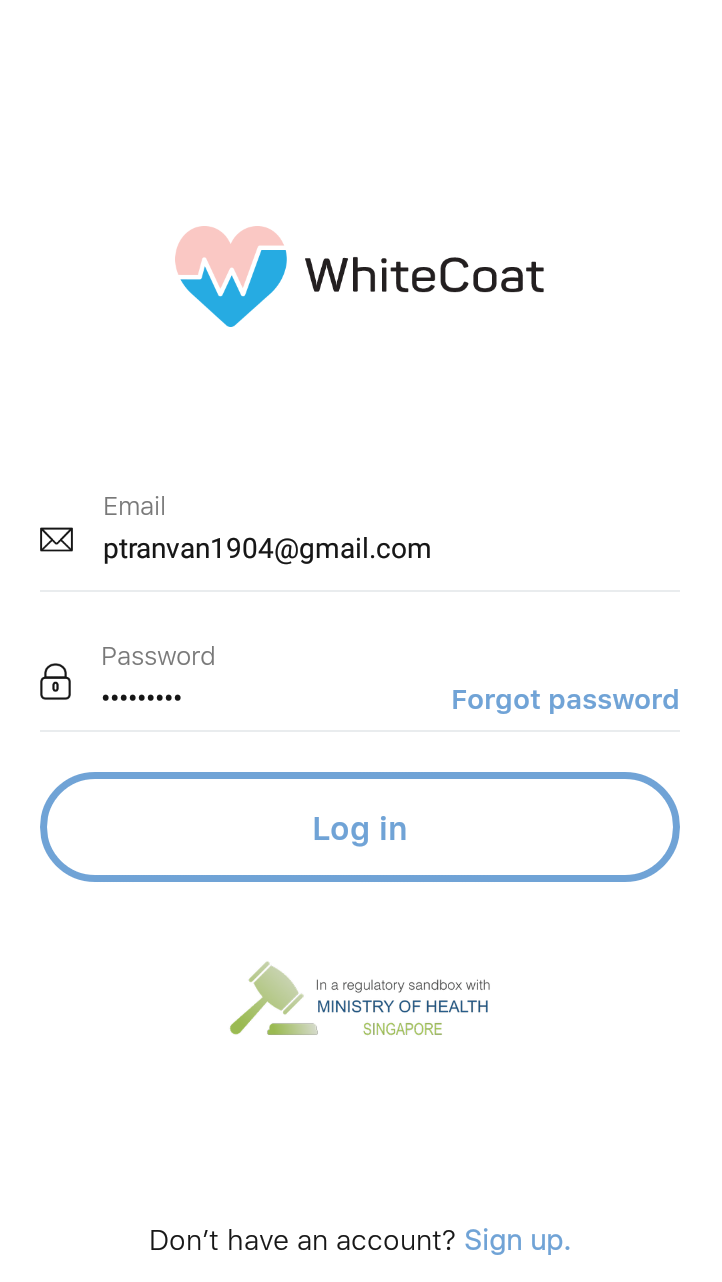 WhiteCoat
Email
ptranvan1904@gmail.com
Password
•••••••••
Forgot password
Log in
In a regulatory sandbox with
MINISTRY OF HEALTH
SINGAPORE
Don’t have an account? Sign up.